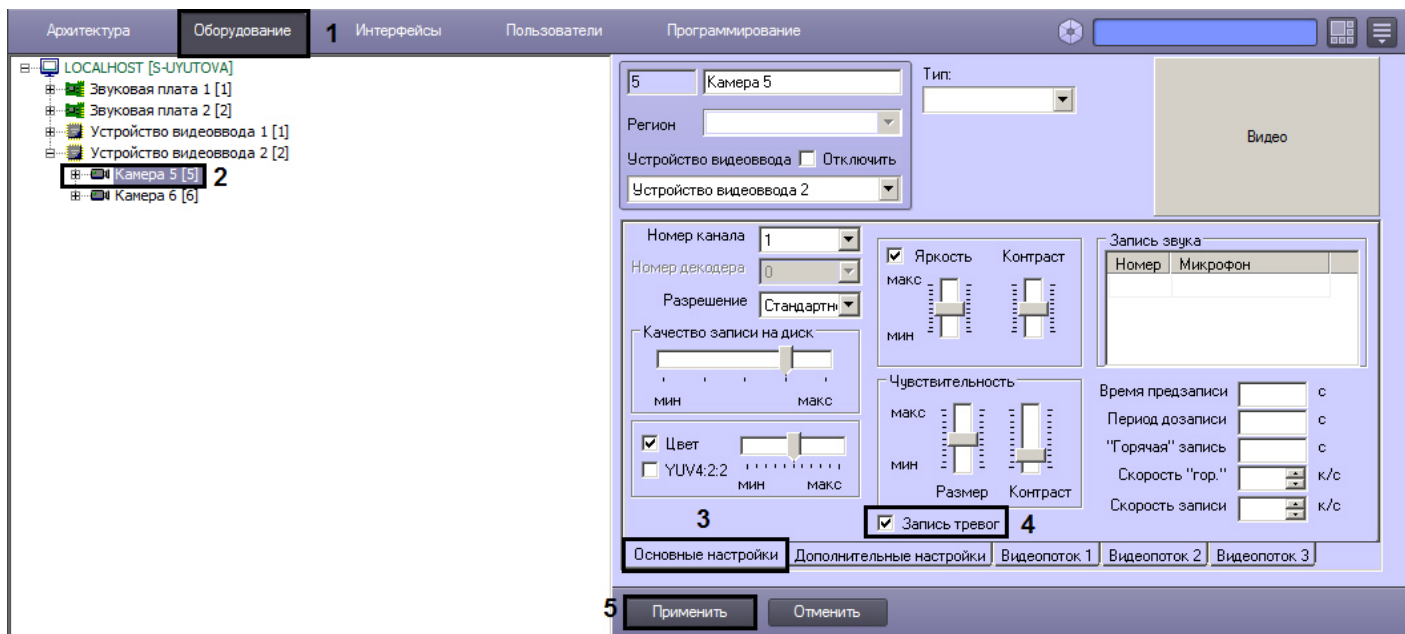 Архитектура Оборудование 1 Интерфейсы Пользователи Программирование
LOCALHOST [S-UYUTOVA]
Звуковая плата 1 [1]
Звуковая плата 2 [2]
Устройство видеоввода 1 [1]
Устройство видеоввода 2 [2]
Камера 5 [5] 2
Камера 6 [6]
5 Камера 5
Тип:
Регион
Устройство видеоввода Отключить
Устройство видеоввода 2
Видео
Номер канала 1
Номер декодера 0
Разрешение Стандартн
Качество записи на диск
мин макс
Цвет
YUV4:2:2
мин макс
3
Яркость Контраст
макс
мин
Чувствительность
макс
мин
Размер Контраст
Запись тревог 4
Запись звука
Номер Микрофон
Время предзаписи с
Период дозаписи с
"Горячая" запись с
Скорость "гор." к/с
Скорость записи к/с
Основные настройки Дополнительные настройки Видеопоток 1 Видеопоток 2 Видеопоток 3
5 Применить Отменить